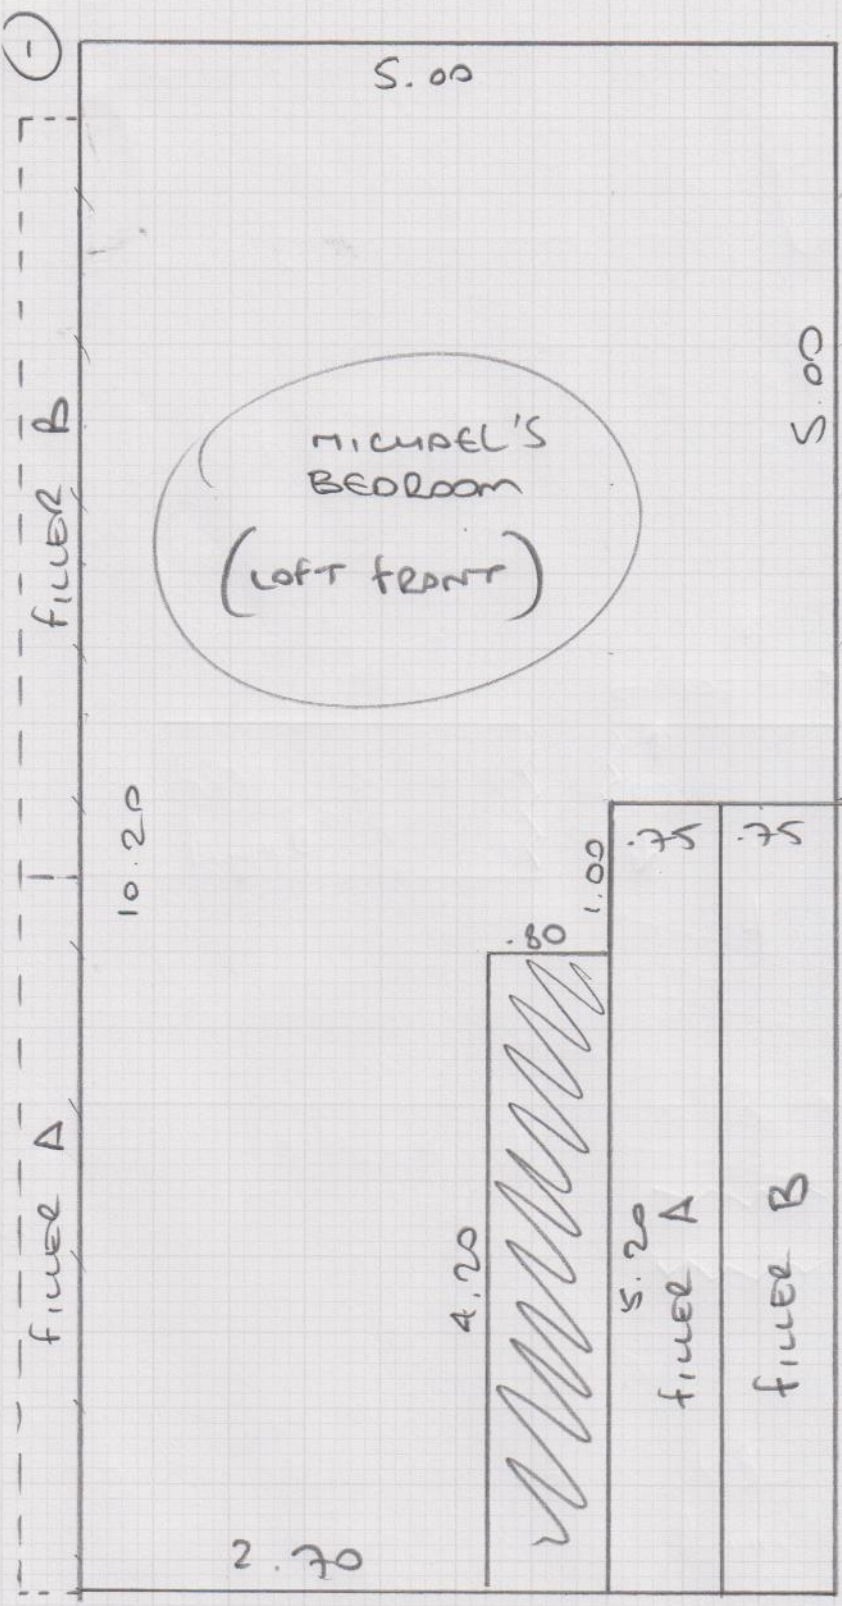 1
5.00
5.00
FILLER B
MICHAEL'S
BEDROOM
(LOFT FRONT)
10.20
.75
.75
1.00
.80
FILLER A
4.20
5.20
FILLER A
FILLER B
2.70